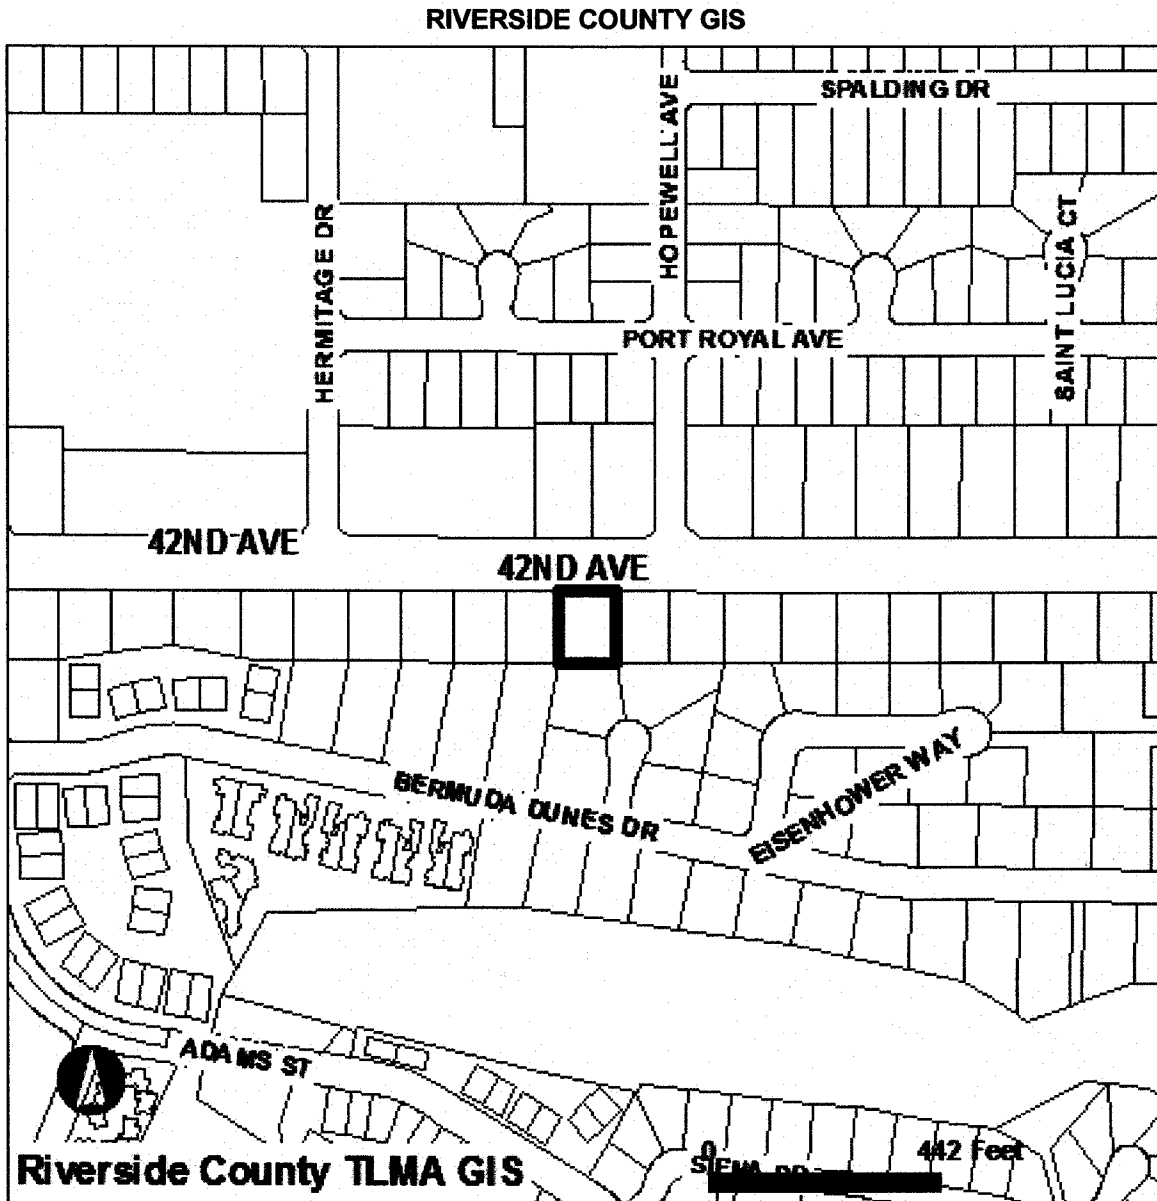 RIVERSIDE COUNTY GIS
SPALDING DR
HOPEWELL AVE
HERMITAGE DR
SAINT LUCIA CT
PORT ROYAL AVE
42ND AVE
42ND AVE
BERMUDA DUNES DR
EISENHOWER WAY
ADAMS ST
0
442 Feet
Riverside County TLMA GIS